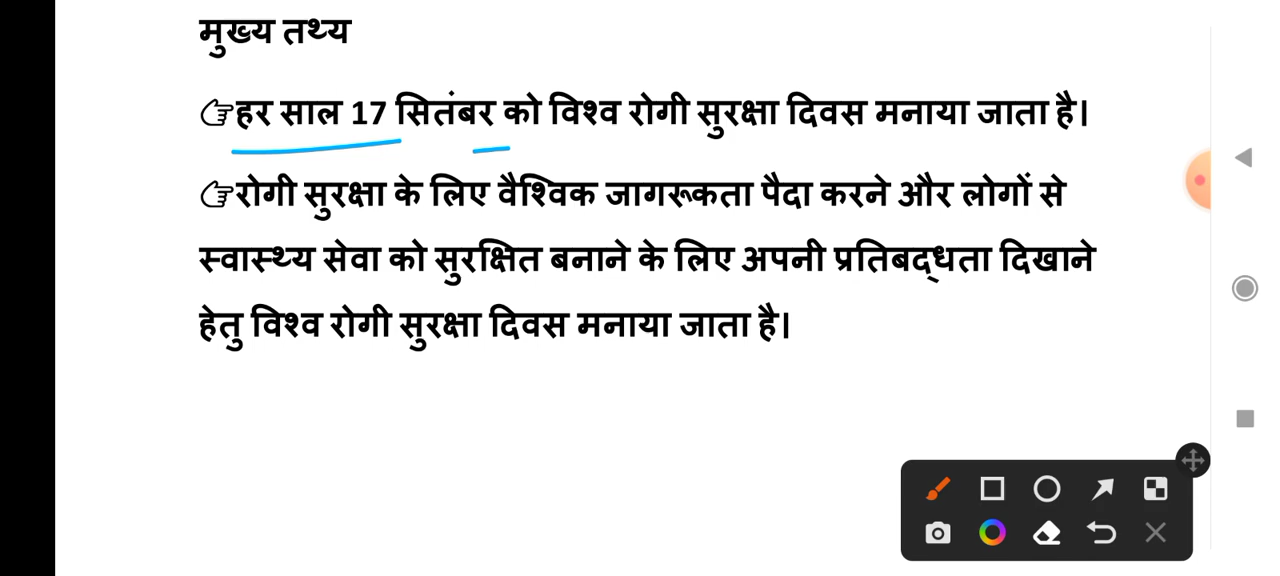 मुख्य तथ्य
👉हर साल 17 सितंबर को विश्व रोगी सुरक्षा दिवस मनाया जाता है।
👉रोगी सुरक्षा के लिए वैश्विक जागरूकता पैदा करने और लोगों से
स्वास्थ्य सेवा को सुरक्षित बनाने के लिए अपनी प्रतिबद्धता दिखाने
हेतु विश्व रोगी सुरक्षा दिवस मनाया जाता है।